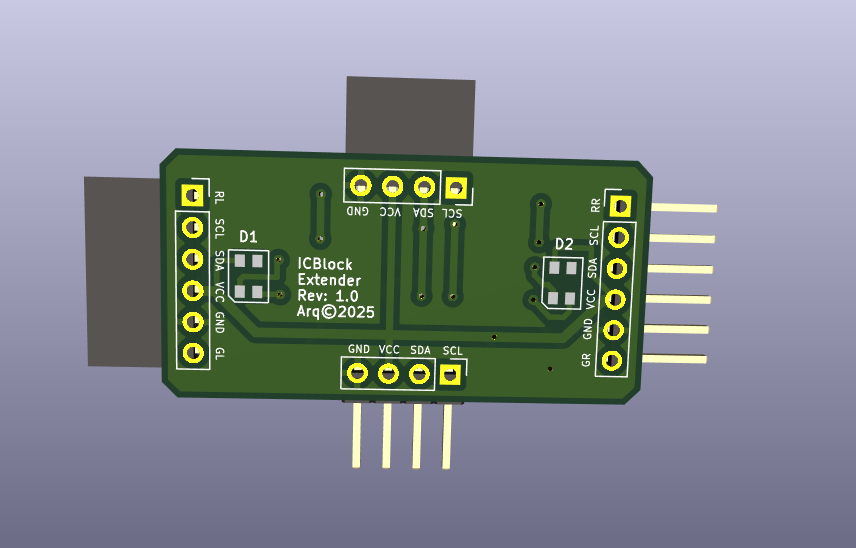 GND VCC SDA SCL
RL
SCL
SDA
VCC
GND
GL
D1
ICBlock
Extender
Rev: 1.0
Arq©2025
D2
RR
SCL
SDA
VCC
GND
GR
GND VCC SDA SCL